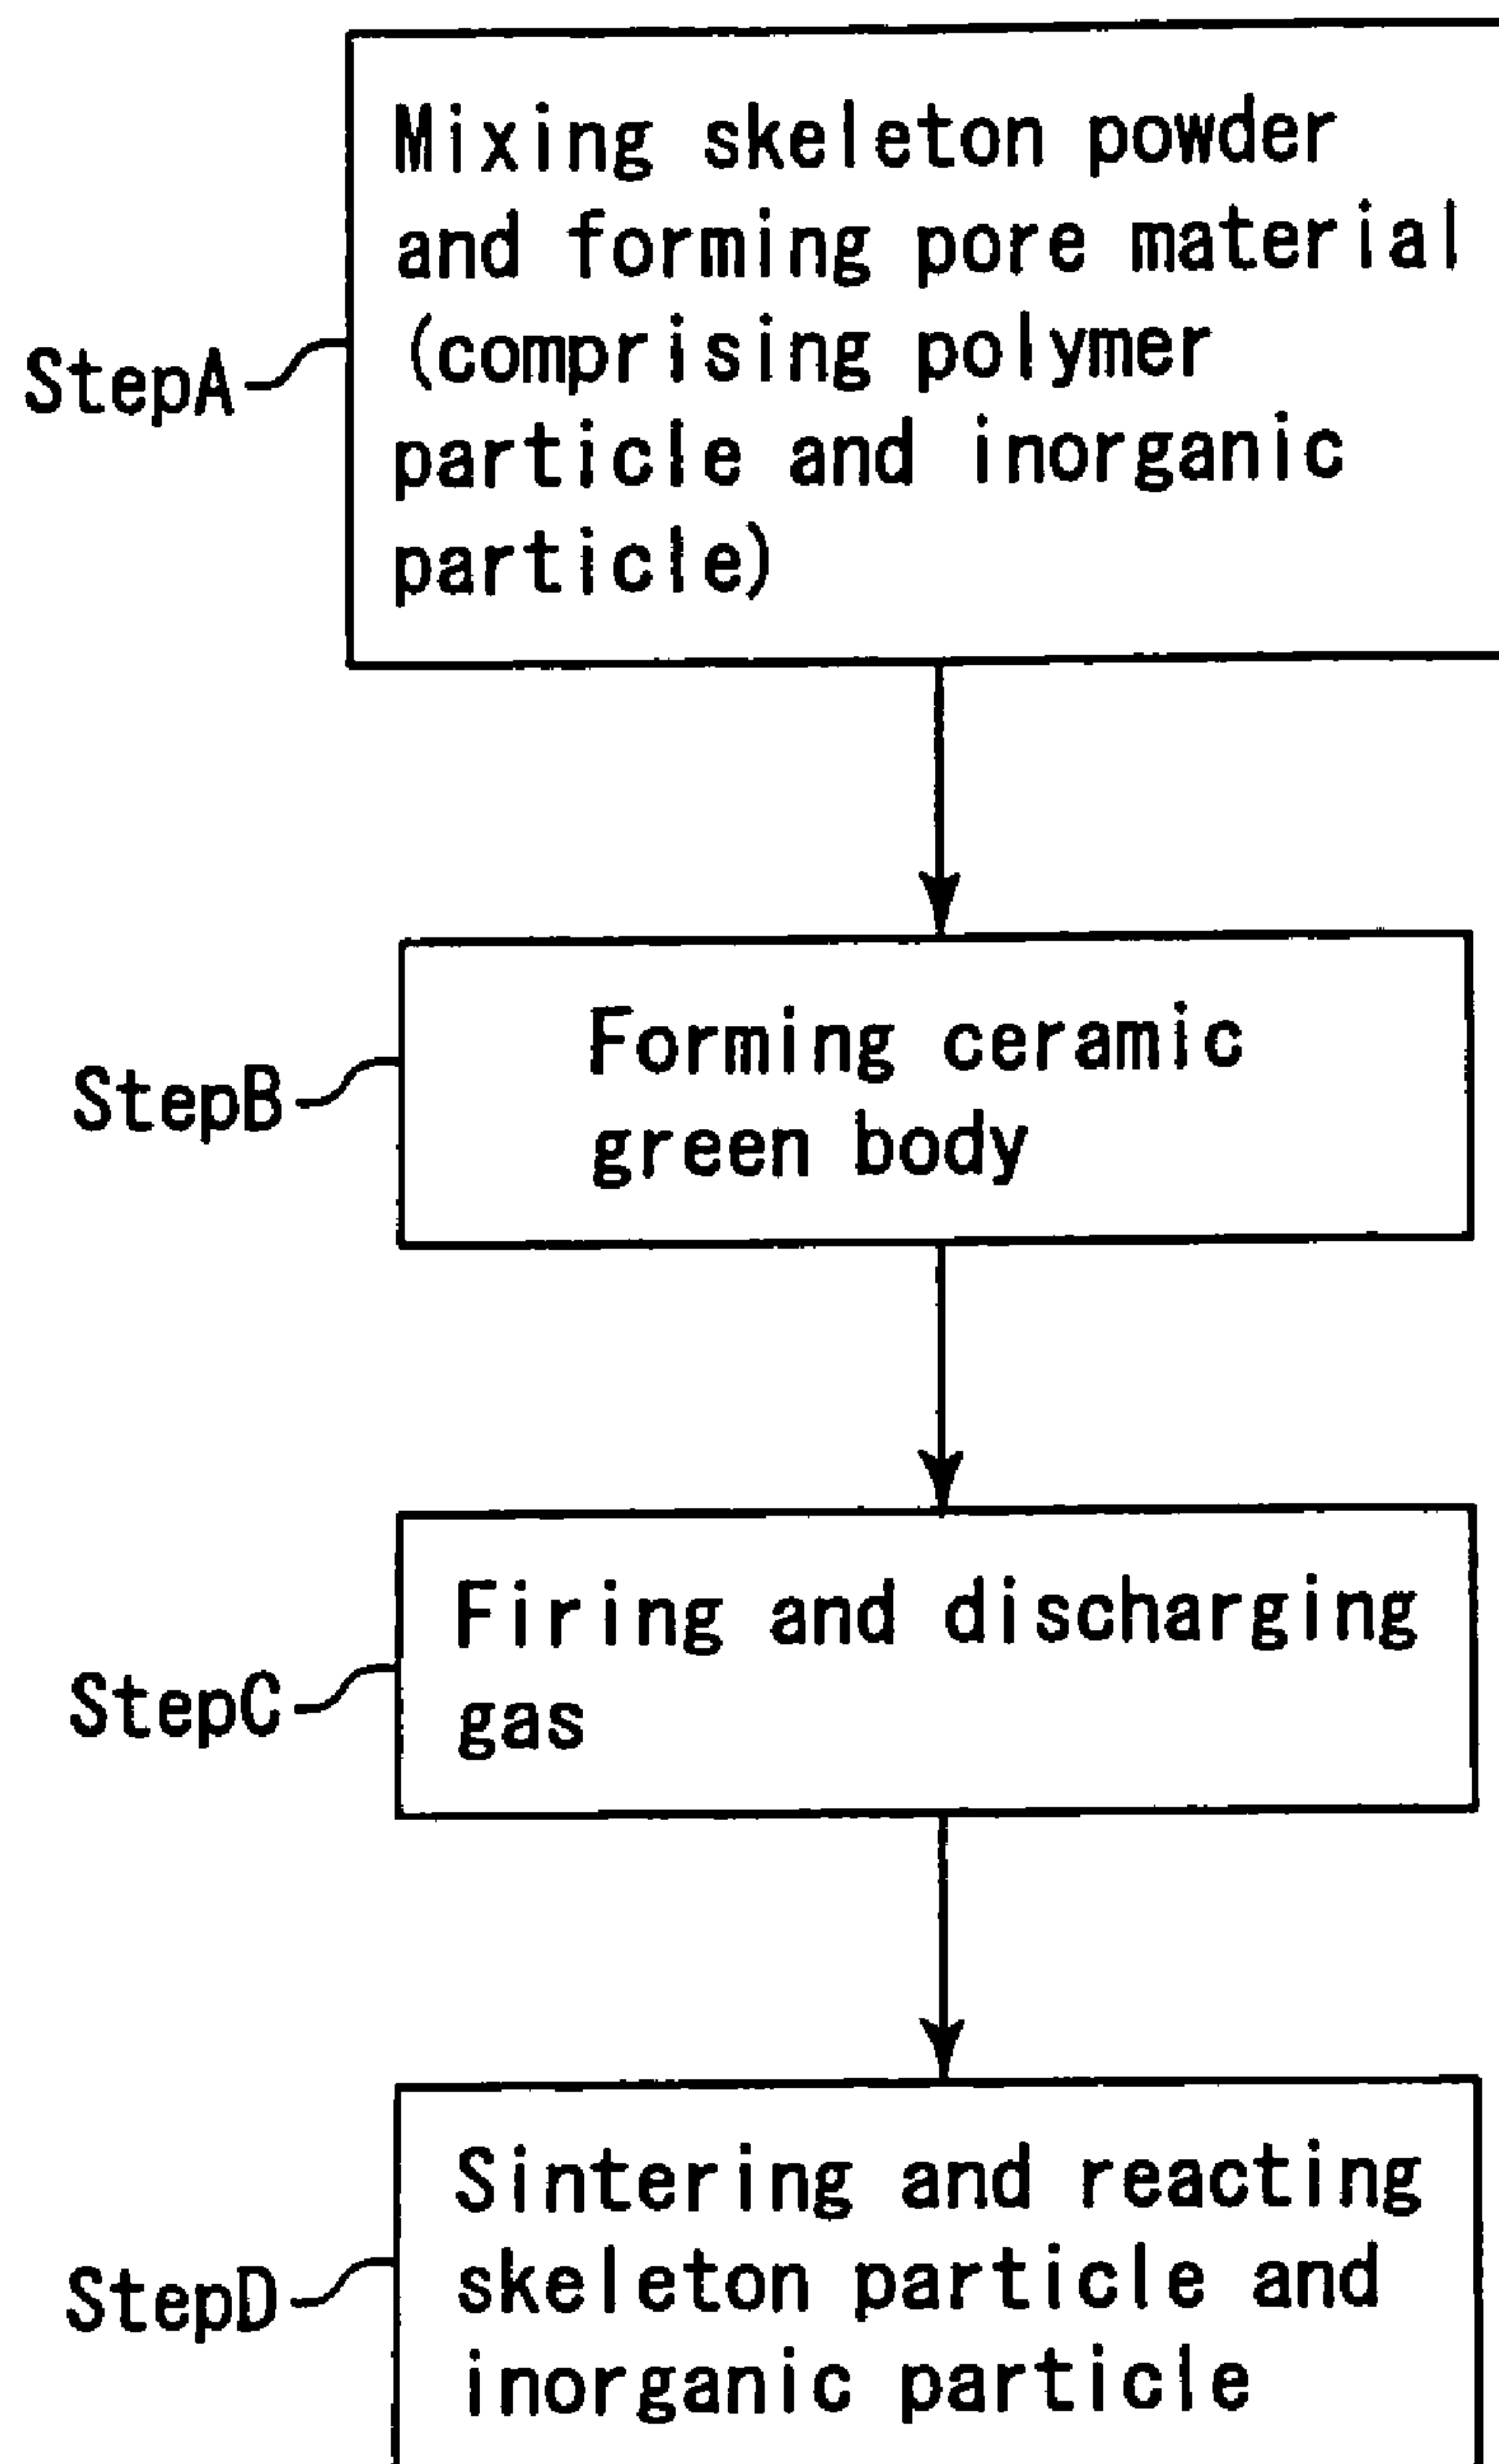 Mixing skeleton powder
and forming pore material
(comprising polymer
particle and inorganic
particle)
StepA
Forming ceramic
green body
StepB
Firing and discharging
gas
StepC
Sintering and reacting
skeleton particle and
inorganic particle
StepD